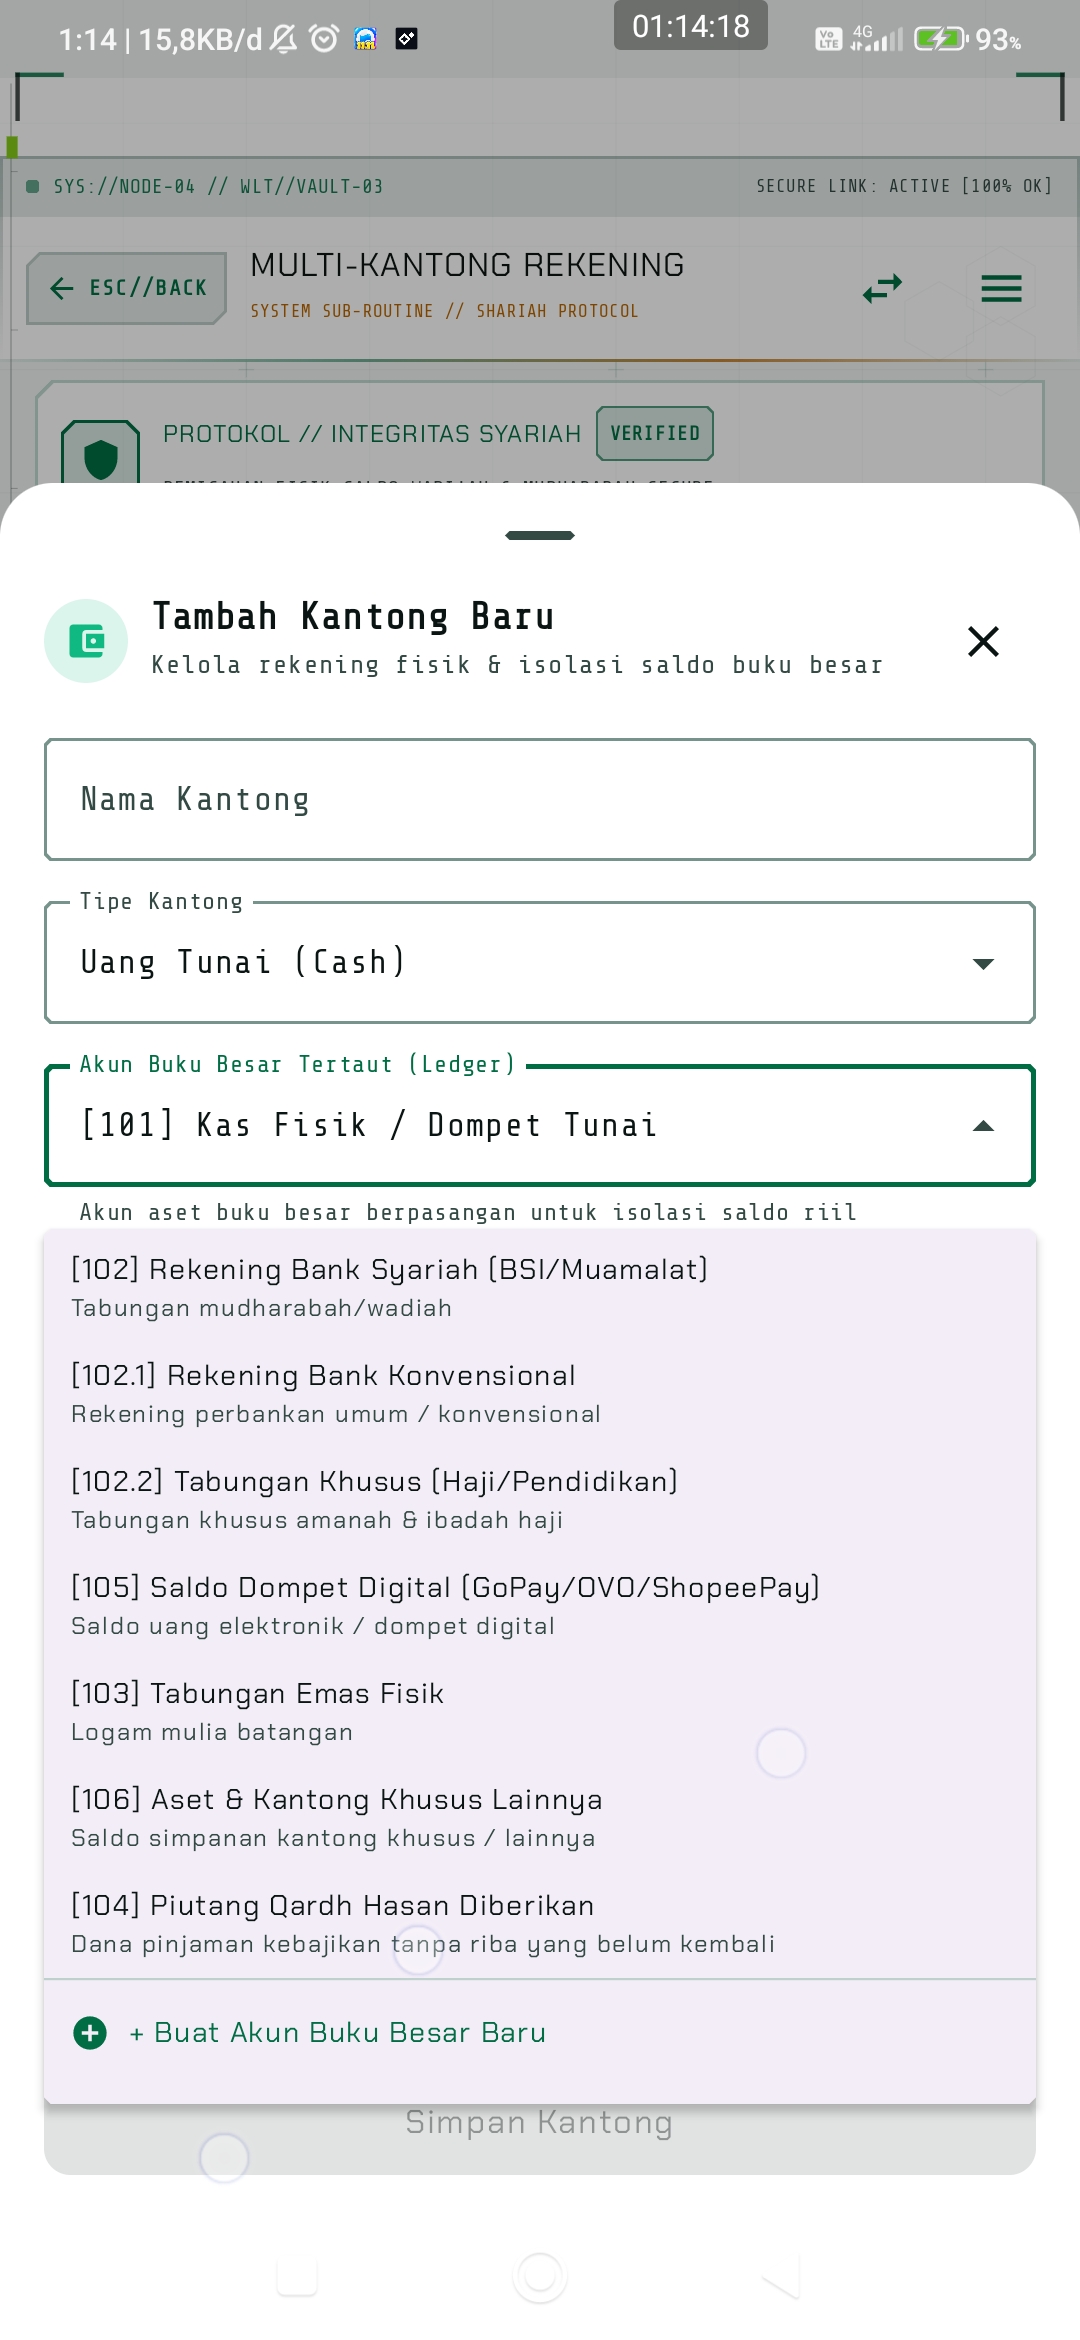 1:14 | 15,8KB/d
01:14:18
Vo LTE 4G 93%
SYS://NODE-04 // WLT//VAULT-03
SECURE LINK: ACTIVE [100% OK]
ESC//BACK
MULTI-KANTONG REKENING
SYSTEM SUB-ROUTINE // SHARIAH PROTOCOL
PROTOKOL // INTEGRITAS SYARIAH
VERIFIED
Tambah Kantong Baru
Kelola rekening fisik & isolasi saldo buku besar
Nama Kantong
Tipe Kantong
Uang Tunai (Cash)
Akun Buku Besar Tertaut (Ledger)
[101] Kas Fisik / Dompet Tunai
Akun aset buku besar berpasangan untuk isolasi saldo riil
[102] Rekening Bank Syariah (BSI/Muamalat)
Tabungan mudharabah/wadiah
[102.1] Rekening Bank Konvensional
Rekening perbankan umum / konvensional
[102.2] Tabungan Khusus (Haji/Pendidikan)
Tabungan khusus amanah & ibadah haji
[105] Saldo Dompet Digital (GoPay/OVO/ShopeePay)
Saldo uang elektronik / dompet digital
[103] Tabungan Emas Fisik
Logam mulia batangan
[106] Aset & Kantong Khusus Lainnya
Saldo simpanan kantong khusus / lainnya
[104] Piutang Qardh Hasan Diberikan
Dana pinjaman kebajikan tanpa riba yang belum kembali
+ Buat Akun Buku Besar Baru
Simpan Kantong